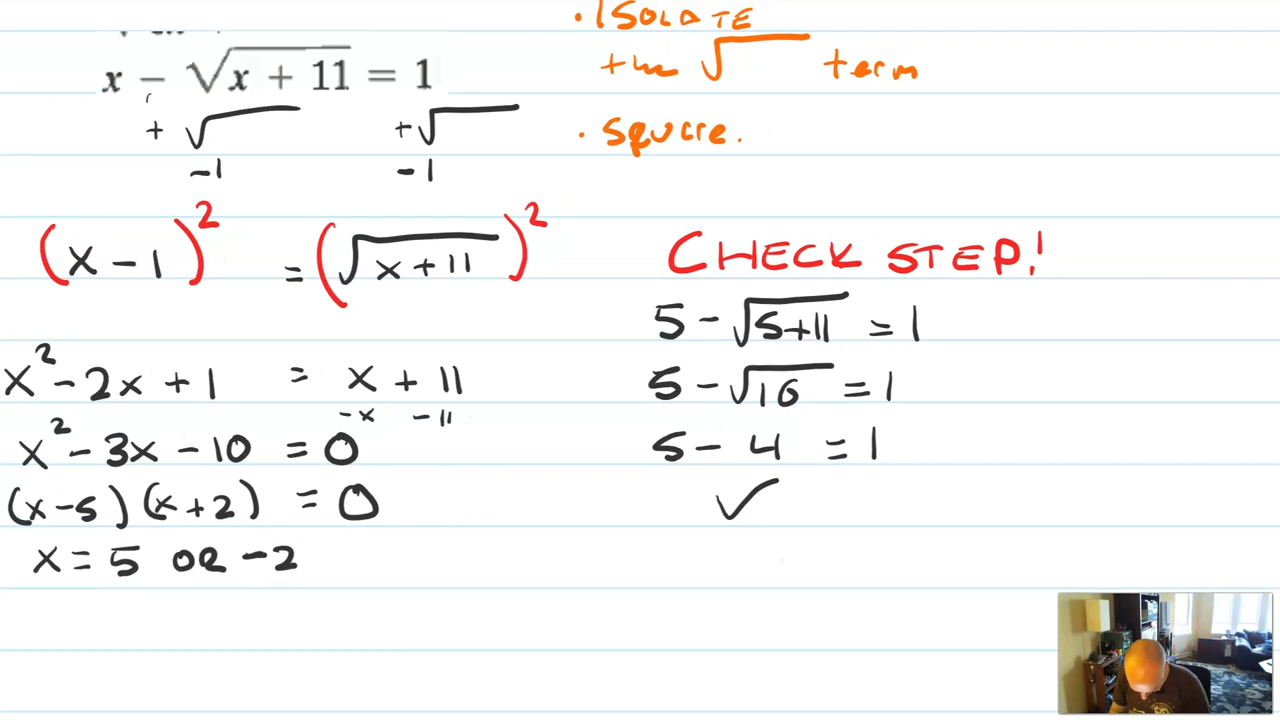 x − √x + 11 = 1
+ √ + √
−1 −1
(x − 1)² = (√x + 11)²
x² − 2x + 1 = x + 11
−x −11
x² − 3x − 10 = 0
(x − 5)(x + 2) = 0
x = 5 OR −2
· ISOLATE
the √ term
· square.
CHECK STEP!
5 − √5+11 = 1
5 − √16 = 1
5 − 4 = 1
✓